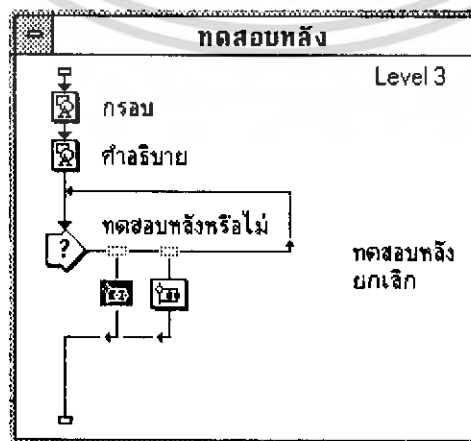 ทดสอบหลัง
Level 3
กรอบ
คำอธิบาย
ทดสอบหลังหรือไม่
?
ทดสอบหลัง
ยกเลิก